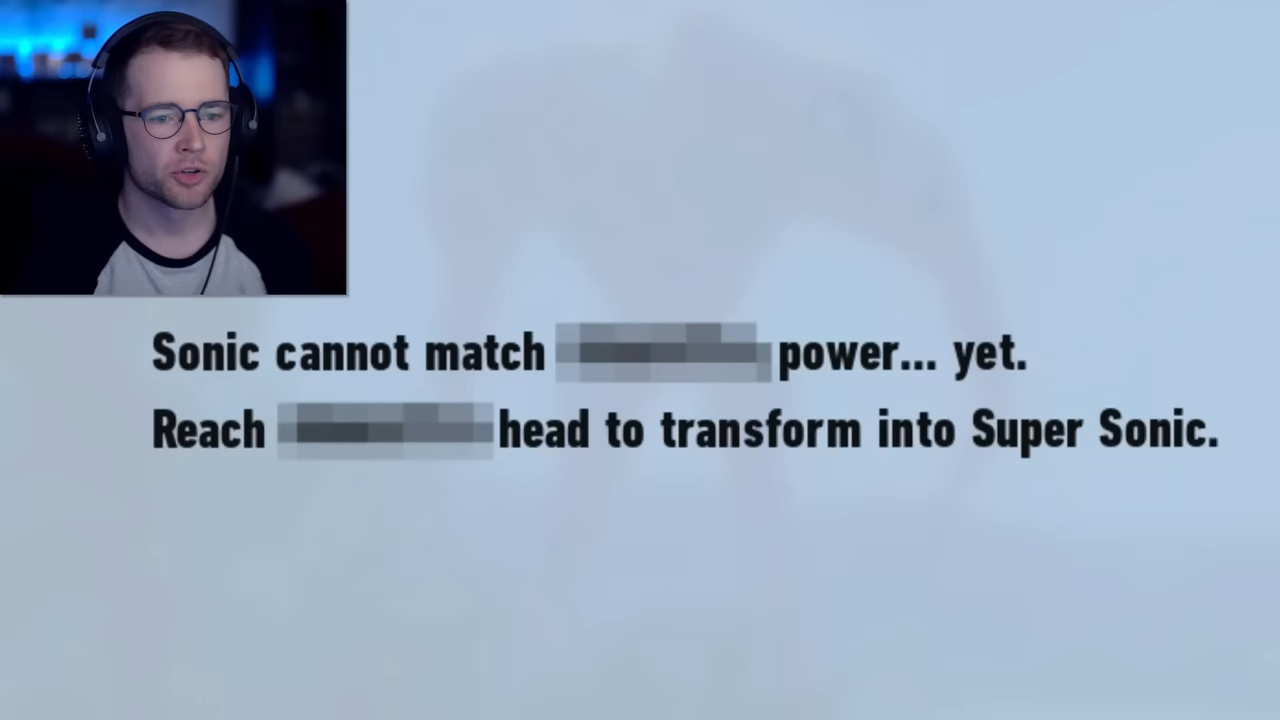 Sonic cannot match power... yet.
Reach head to transform into Super Sonic.